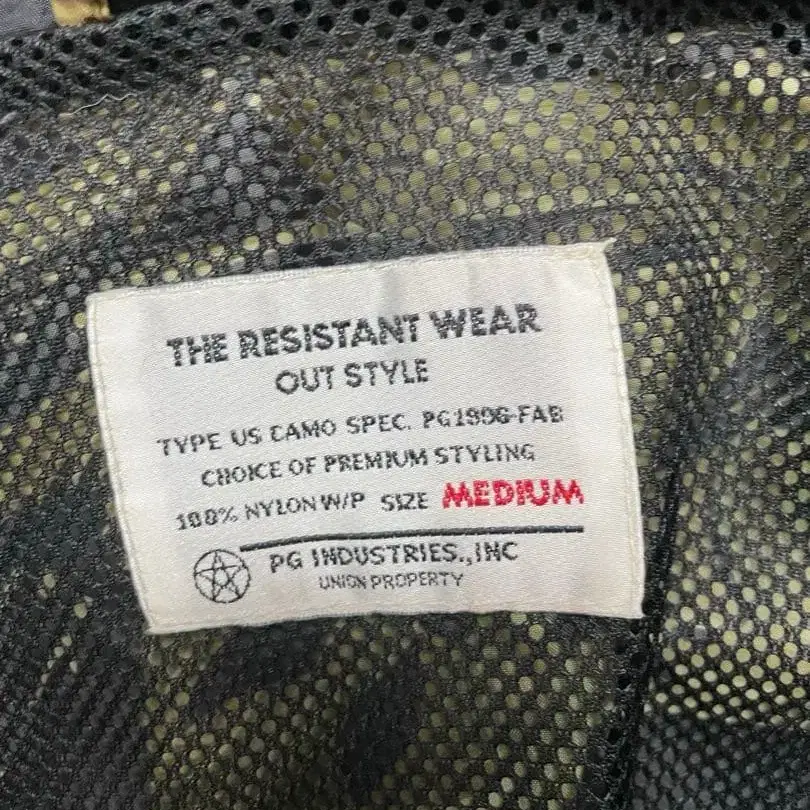 THE RESISTANT WEAR
OUT STYLE
TYPE US CAMO SPEC. PG1996-FAB
CHOICE OF PREMIUM STYLING
100% NYLON W/P SIZE MEDIUM
PG INDUSTRIES.,INC
UNION PROPERTY